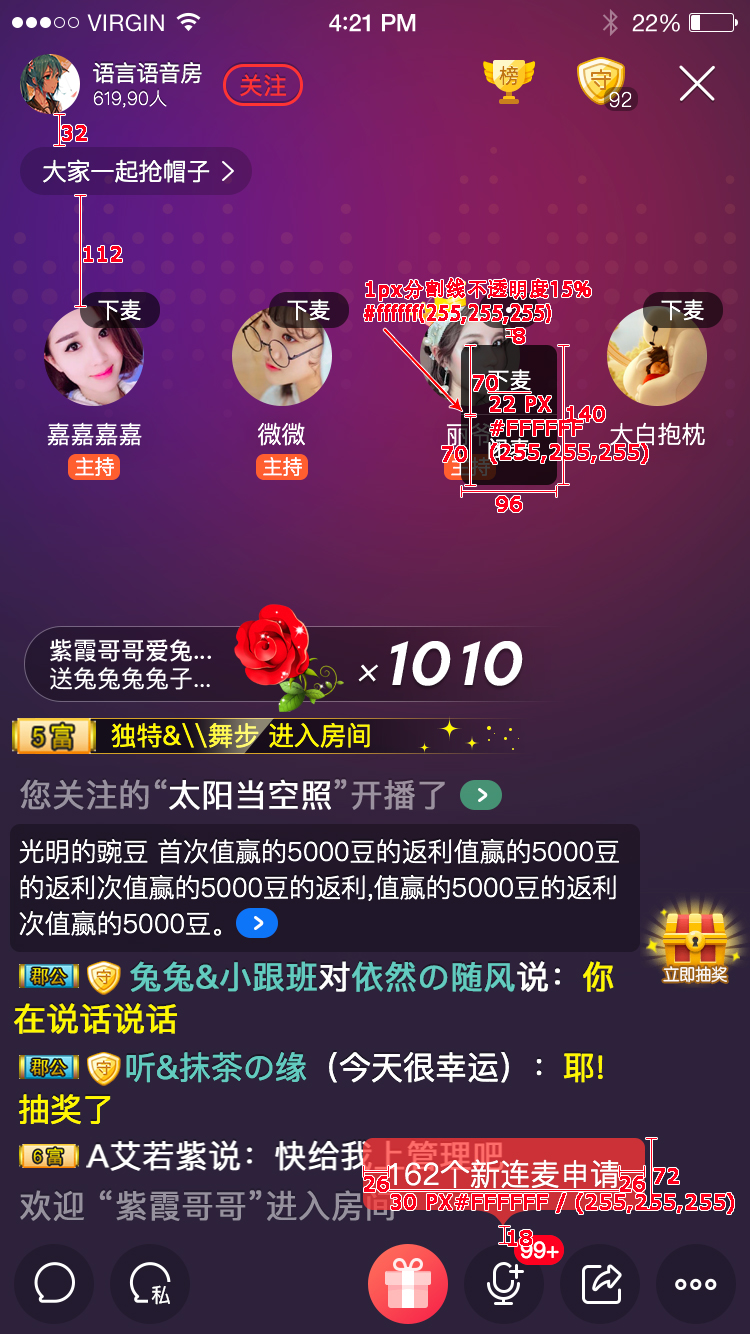 VIRGIN 4:21 PM 22%
语言语音房
619,90人
关注
榜
守
92
32
大家一起抢帽子
112
1px分割线不透明度15%
#ffffff(255,255,255)
8
下麦
下麦
下麦
下麦
70
22 PX
#FFFFFF
(255,255,255)
140
70
96
嘉嘉嘉嘉
微微
大白抱枕
主持
主持
主持
紫霞哥哥爱兔...
送兔兔兔兔子...
×1010
5富 独特&\\舞步 进入房间
您关注的“太阳当空照”开播了
光明的豌豆 首次值赢的5000豆的返利值赢的5000豆
的返利次值赢的5000豆的返利,值赢的5000豆的返利
次值赢的5000豆。
立即抽奖
郡公 守 兔兔&小跟班对依然の随风说：你
在说话说话
郡公 守 听&抹茶の缘（今天很幸运）：耶!
抽奖了
6富 A艾若紫说：快给我上管理吧
162个新连麦申请
26
26
72
30 PX#FFFFFF / (255,255,255)
欢迎“紫霞哥哥”进入房间
18
99+
私